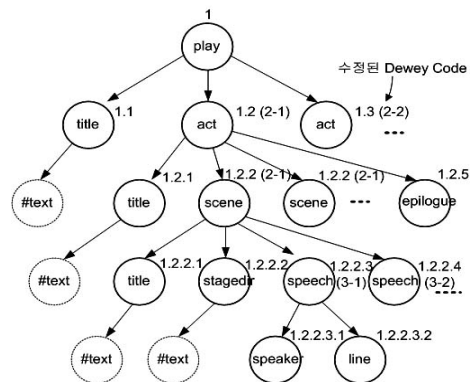 1
play
수정된 Dewey Code
1.1
1.2 (2-1)
1.3 (2-2)
title
act
act
1.2.1
1.2.2 (2-1)
1.2.2 (2-1)
1.2.5
#text
title
scene
scene
epilogue
1.2.2.1
1.2.2.2
1.2.2.3
(3-1)
1.2.2.4
(3-2)
#text
title
stagedir
speech
speech
1.2.2.3.1
1.2.2.3.2
#text
#text
speaker
line